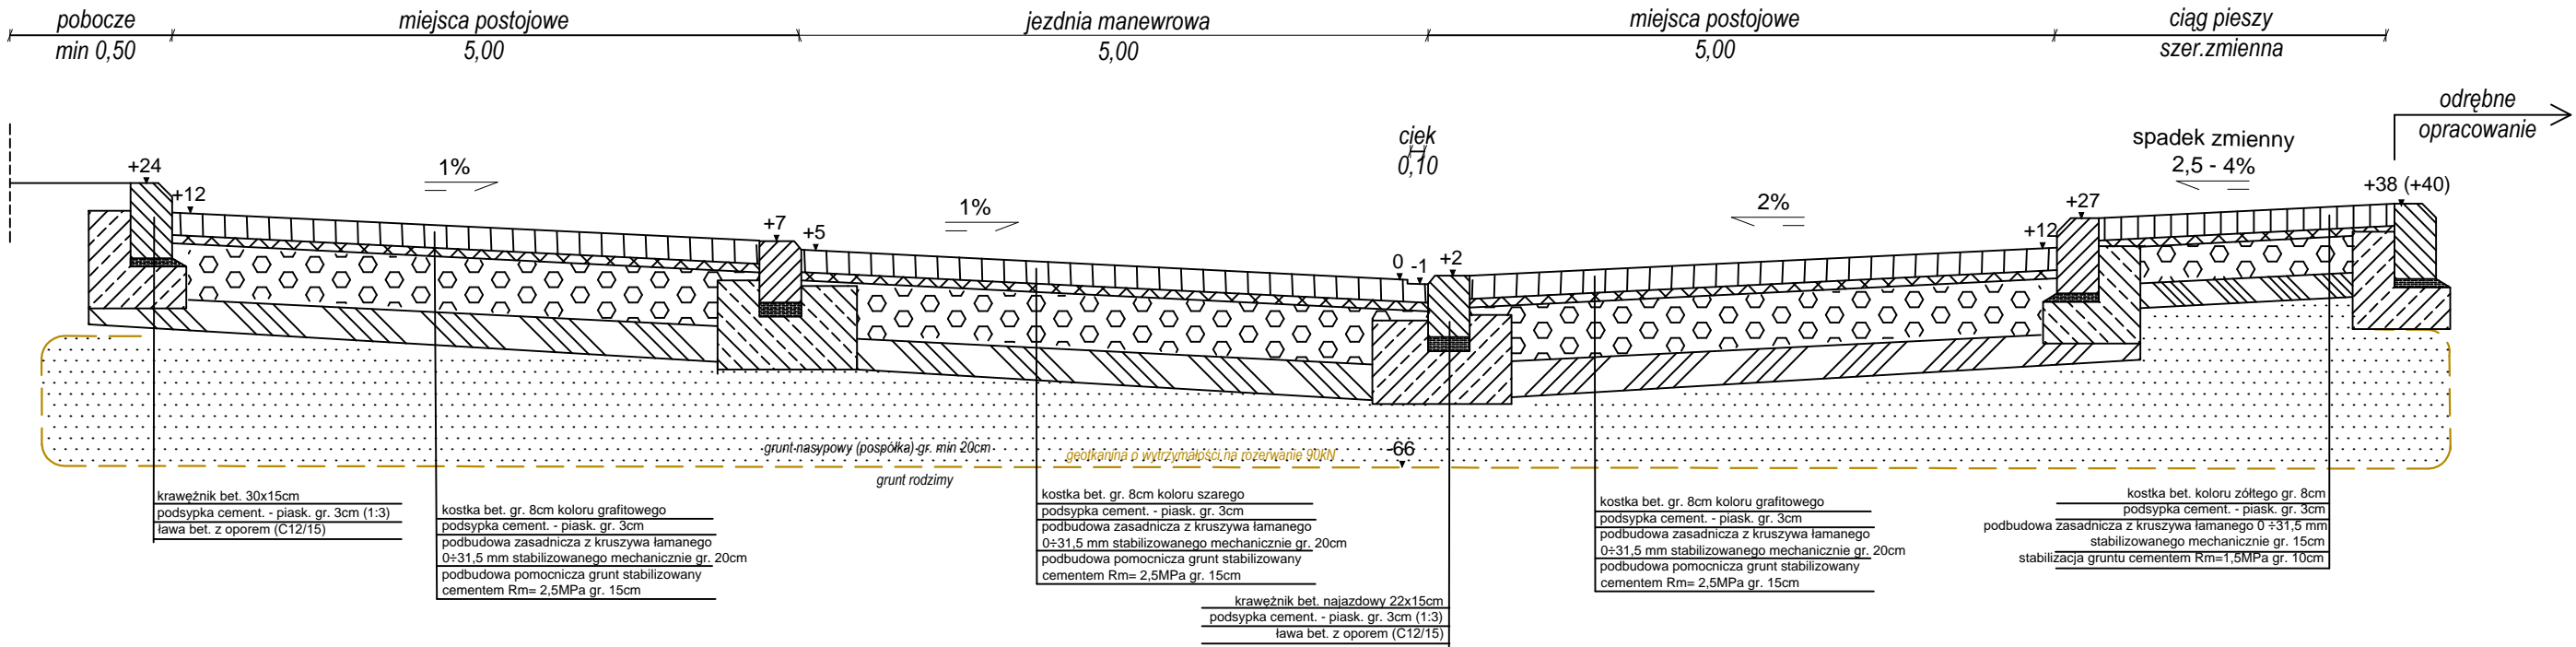 pobocze
min 0,50
miejsca postojowe
5,00
jezdnia manewrowa
5,00
miejsca postojowe
5,00
ciąg pieszy
szer.zmienna
odrębne
opracowanie
ciek
0,10
spadek zmienny
2,5 - 4%
+24
+12
1%
+7
+5
1%
0
-1
+2
2%
+12
+27
+38 (+40)
grunt nasypowy (pospółka) gr. min 20cm
geotkanina o wytrzymałości na rozerwanie 90kN
-66
grunt rodzimy
krawężnik bet. 30x15cm
podsypka cement. - piask. gr. 3cm (1:3)
ława bet. z oporem (C12/15)
kostka bet. gr. 8cm koloru grafitowego
podsypka cement. - piask. gr. 3cm
podbudowa zasadnicza z kruszywa łamanego
0÷31,5 mm stabilizowanego mechanicznie gr. 20cm
podbudowa pomocnicza grunt stabilizowany
cementem Rm= 2,5MPa gr. 15cm
kostka bet. gr. 8cm koloru szarego
podsypka cement. - piask. gr. 3cm
podbudowa zasadnicza z kruszywa łamanego
0÷31,5 mm stabilizowanego mechanicznie gr. 20cm
podbudowa pomocnicza grunt stabilizowany
cementem Rm= 2,5MPa gr. 15cm
krawężnik bet. najazdowy 22x15cm
podsypka cement. - piask. gr. 3cm (1:3)
ława bet. z oporem (C12/15)
kostka bet. gr. 8cm koloru grafitowego
podsypka cement. - piask. gr. 3cm
podbudowa zasadnicza z kruszywa łamanego
0÷31,5 mm stabilizowanego mechanicznie gr. 20cm
podbudowa pomocnicza grunt stabilizowany
cementem Rm= 2,5MPa gr. 15cm
kostka bet. koloru zółtego gr. 8cm
podsypka cement. - piask. gr. 3cm
podbudowa zasadnicza z kruszywa łamanego 0 ÷31,5 mm
stabilizowanego mechanicznie gr. 15cm
stabilizacja gruntu cementem Rm=1,5MPa gr. 10cm